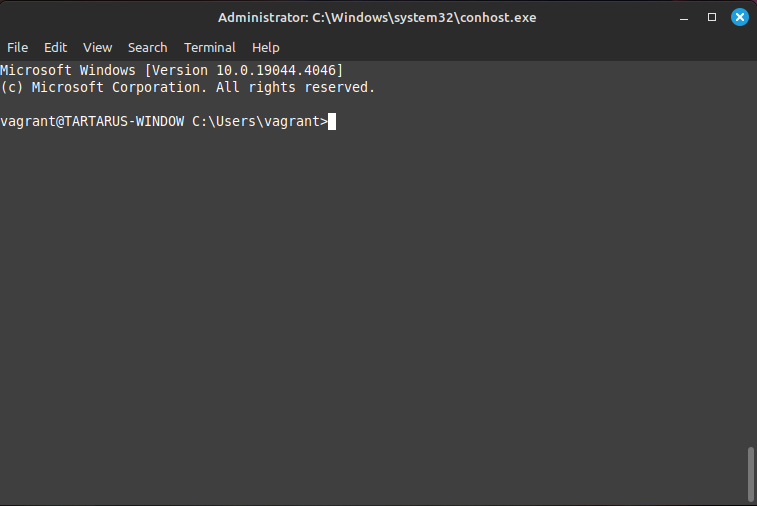 Administrator: C:\Windows\system32\conhost.exe
File Edit View Search Terminal Help
Microsoft Windows [Version 10.0.19044.4046]
(c) Microsoft Corporation. All rights reserved.
vagrant@TARTARUS-WINDOW C:\Users\vagrant>